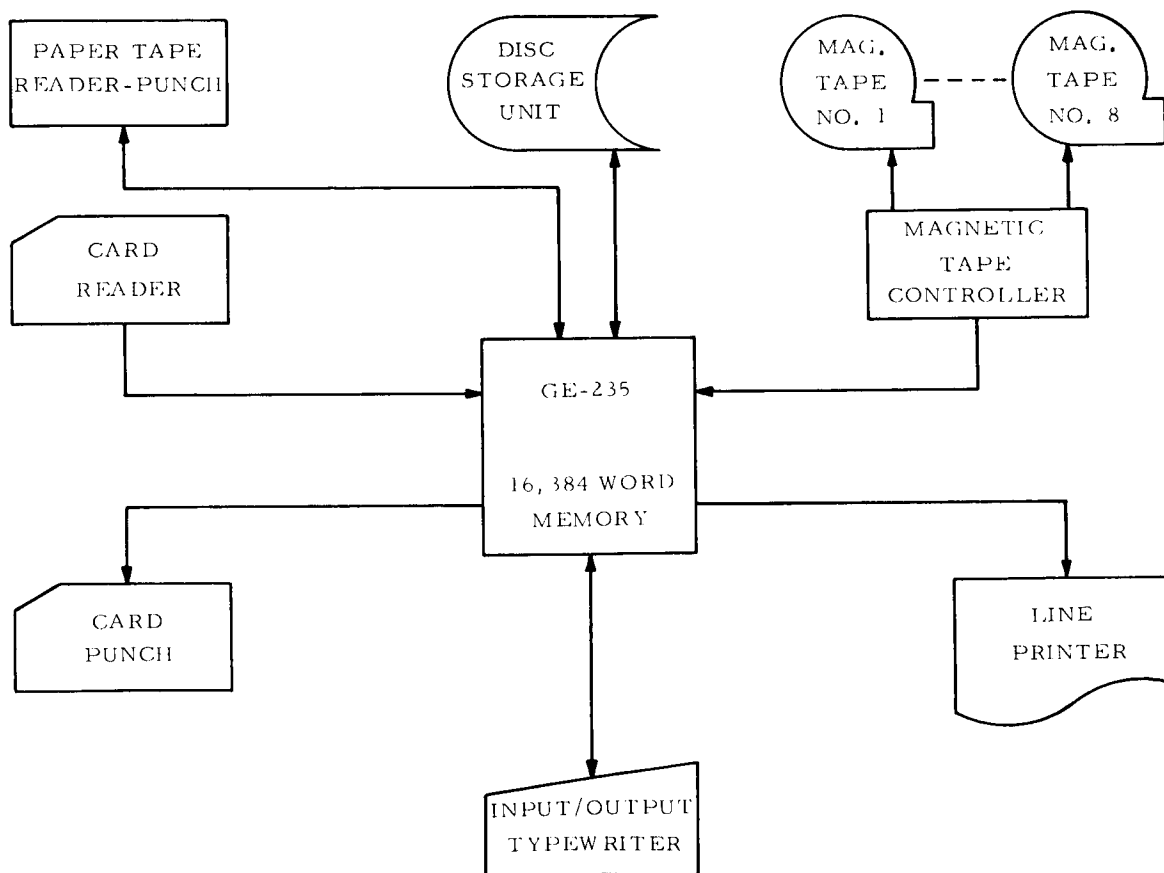 PAPER TAPE
READER-PUNCH
DISC
STORAGE
UNIT
MAG.
TAPE
NO. 1
MAG.
TAPE
NO. 8
CARD
READER
MAGNETIC
TAPE
CONTROLLER
GE-235
16,384 WORD
MEMORY
CARD
PUNCH
LINE
PRINTER
INPUT/OUTPUT
TYPEWRITER